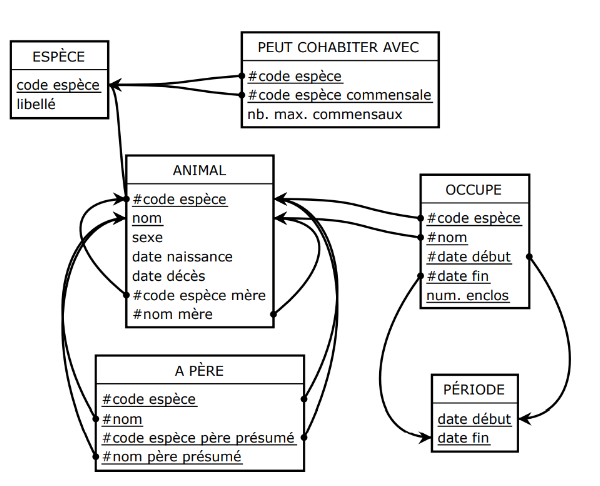 ESPÈCE
code espèce
libellé
PEUT COHABITER AVEC
#code espèce
#code espèce commensale
nb. max. commensaux
ANIMAL
#code espèce
nom
sexe
date naissance
date décès
#code espèce mère
#nom mère
OCCUPE
#code espèce
#nom
#date début
#date fin
num. enclos
A PÈRE
#code espèce
#nom
#code espèce père présumé
#nom père présumé
PÉRIODE
date début
date fin